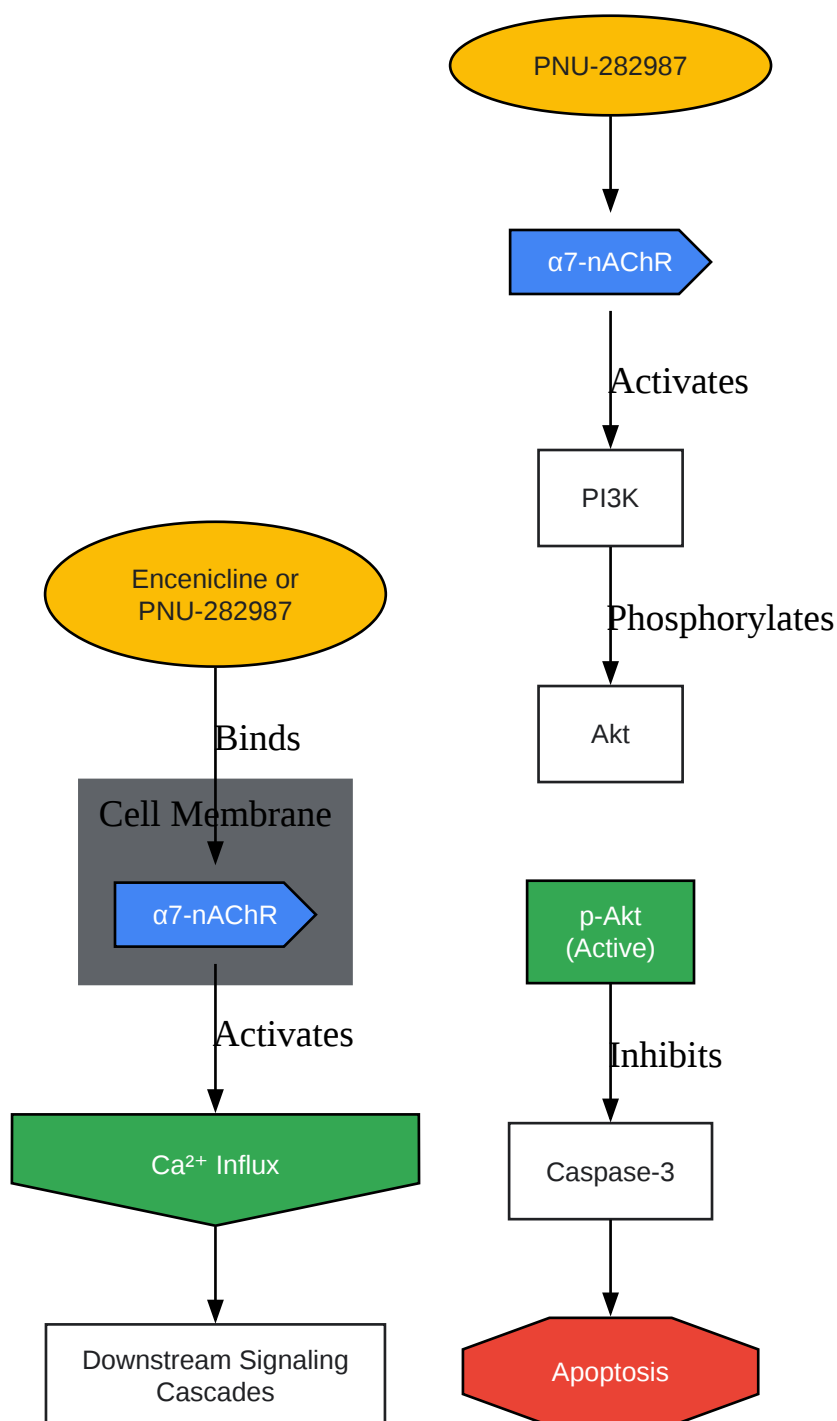 PNU-282987
α7-nAChR
Activates
PI3K
Phosphorylates
Akt
Encenicline or
PNU-282987
Binds
Cell Membrane
α7-nAChR
Activates
Ca²⁺ Influx
Downstream Signaling
Cascades
p-Akt
(Active)
Inhibits
Caspase-3
Apoptosis